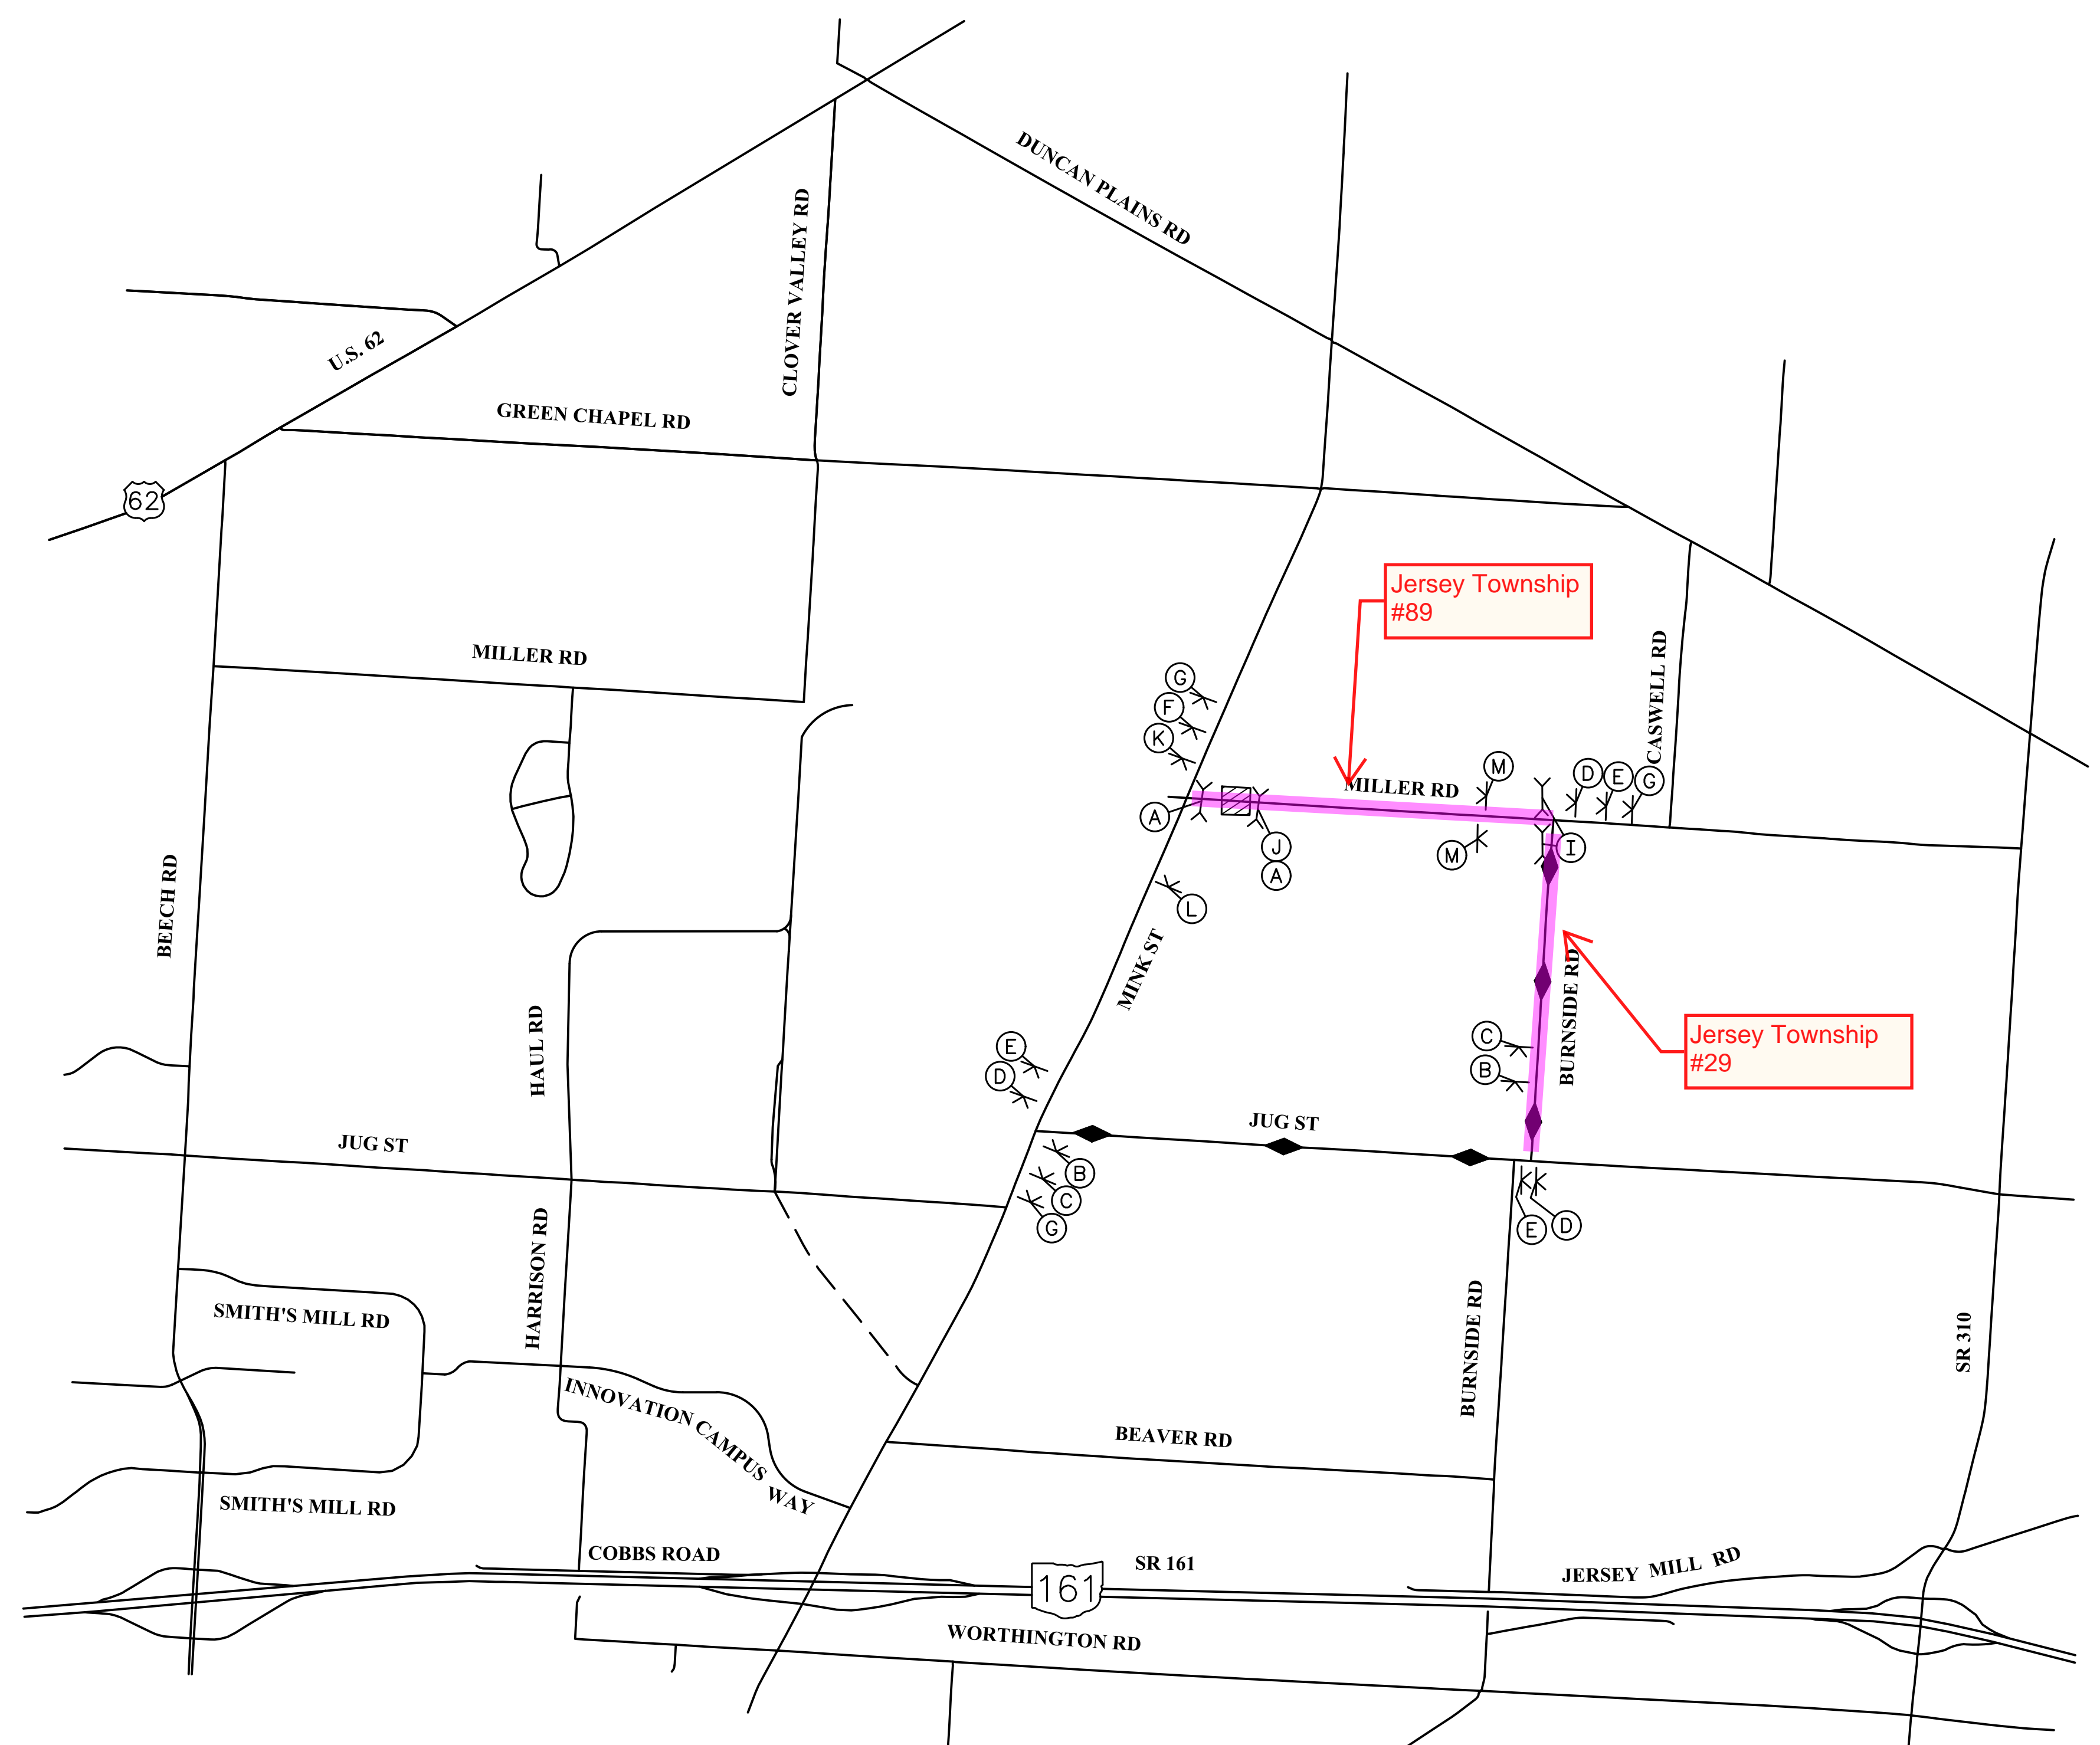 DUNCAN PLAINS RD
CLOVER VALLEY RD
U.S. 62
GREEN CHAPEL RD
62
Jersey Township
#89
MILLER RD
CASWELL RD
G
F
K
M
D
E
G
MILLER RD
A
J
A
M
I
L
BEECH RD
MINK ST
BURNSIDE RD
HAUL RD
Jersey Township
#29
E
D
C
B
JUG ST
JUG ST
B
C
G
E
D
HARRISON RD
SMITH'S MILL RD
BURNSIDE RD
SR 310
INNOVATION CAMPUS WAY
BEAVER RD
SMITH'S MILL RD
COBBS ROAD
161
SR 161
JERSEY MILL RD
WORTHINGTON RD